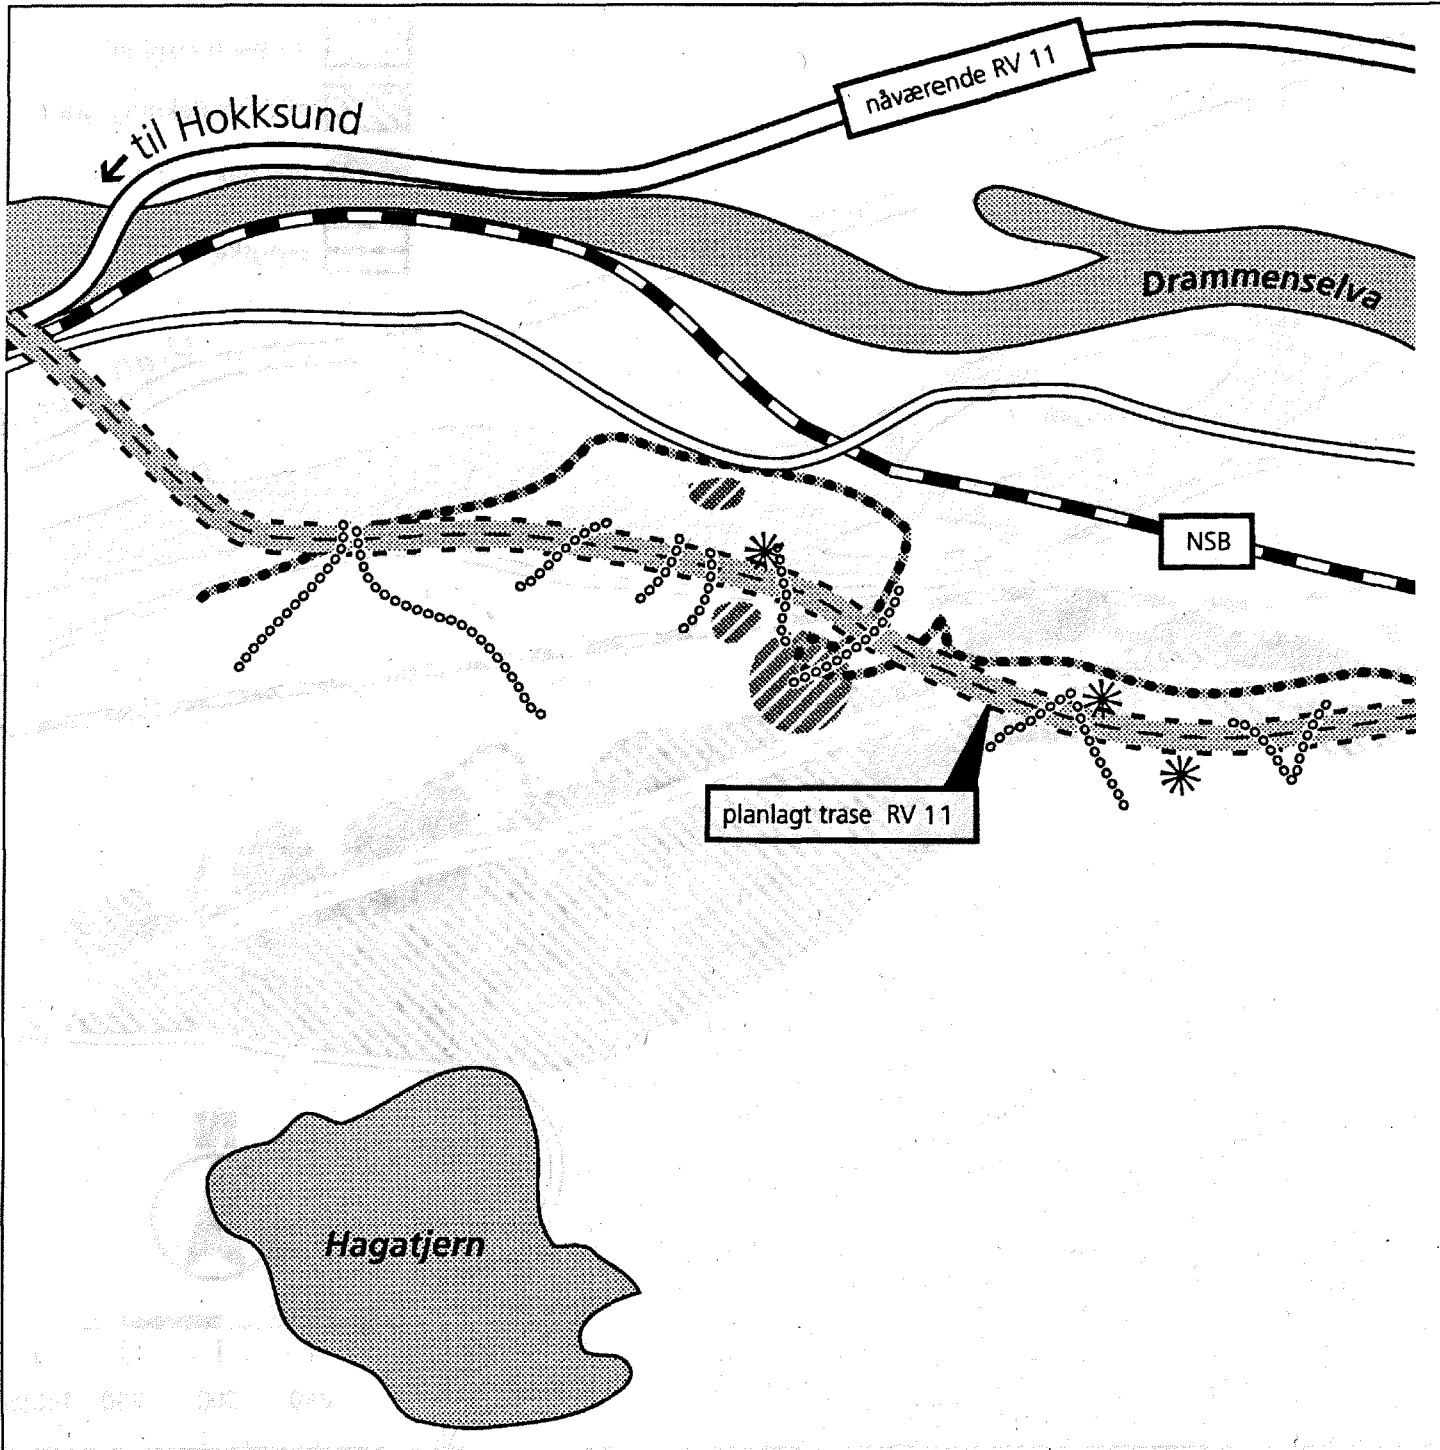 nåværende RV 11
til Hokksund
Drammenselva
NSB
planlagt trase RV 11
Hagatjern